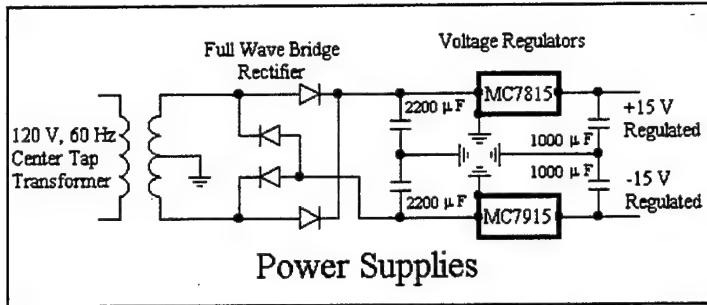 Full Wave Bridge
Rectifier
Voltage Regulators
120 V, 60 Hz
Center Tap
Transformer
2200 μF
MC7815
+15 V
Regulated
1000 μF
1000 μF
2200 μF
MC7915
-15 V
Regulated
Power Supplies